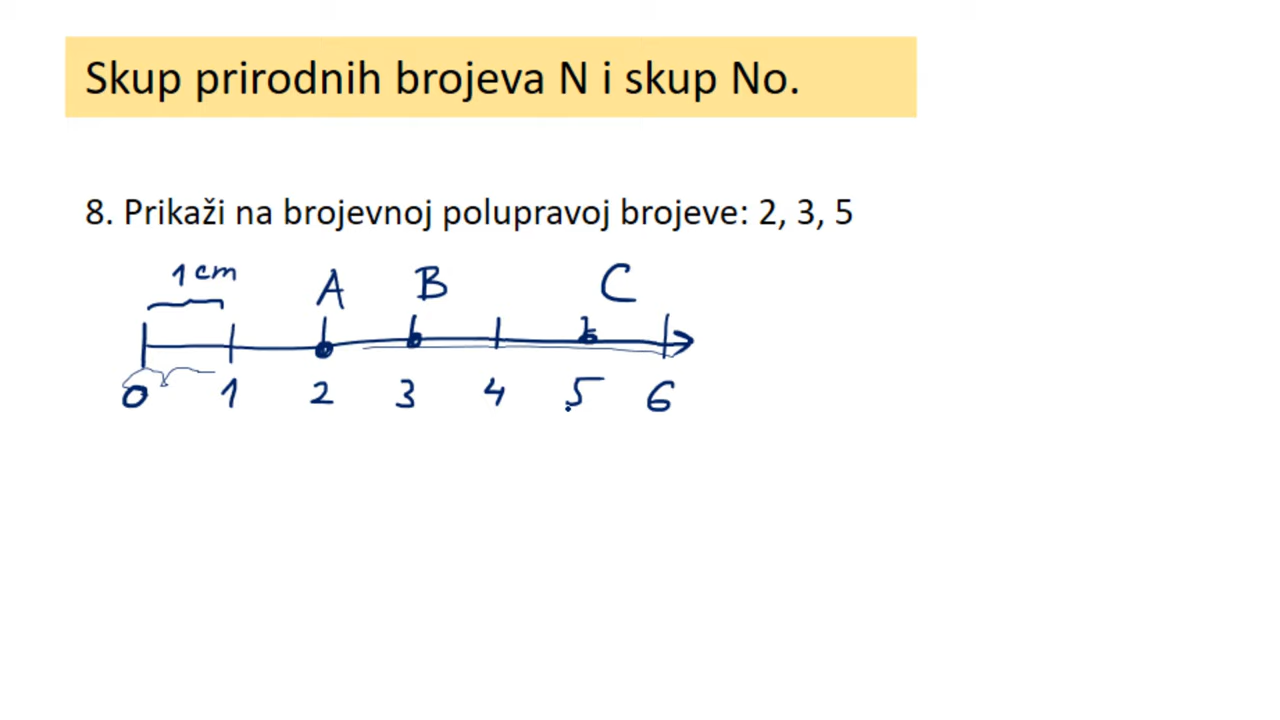 Skup prirodnih brojeva N i skup No.
8. Prikaži na brojevnoj polupravoj brojeve: 2, 3, 5
1 cm A B C
0 1 2 3 4 5 6